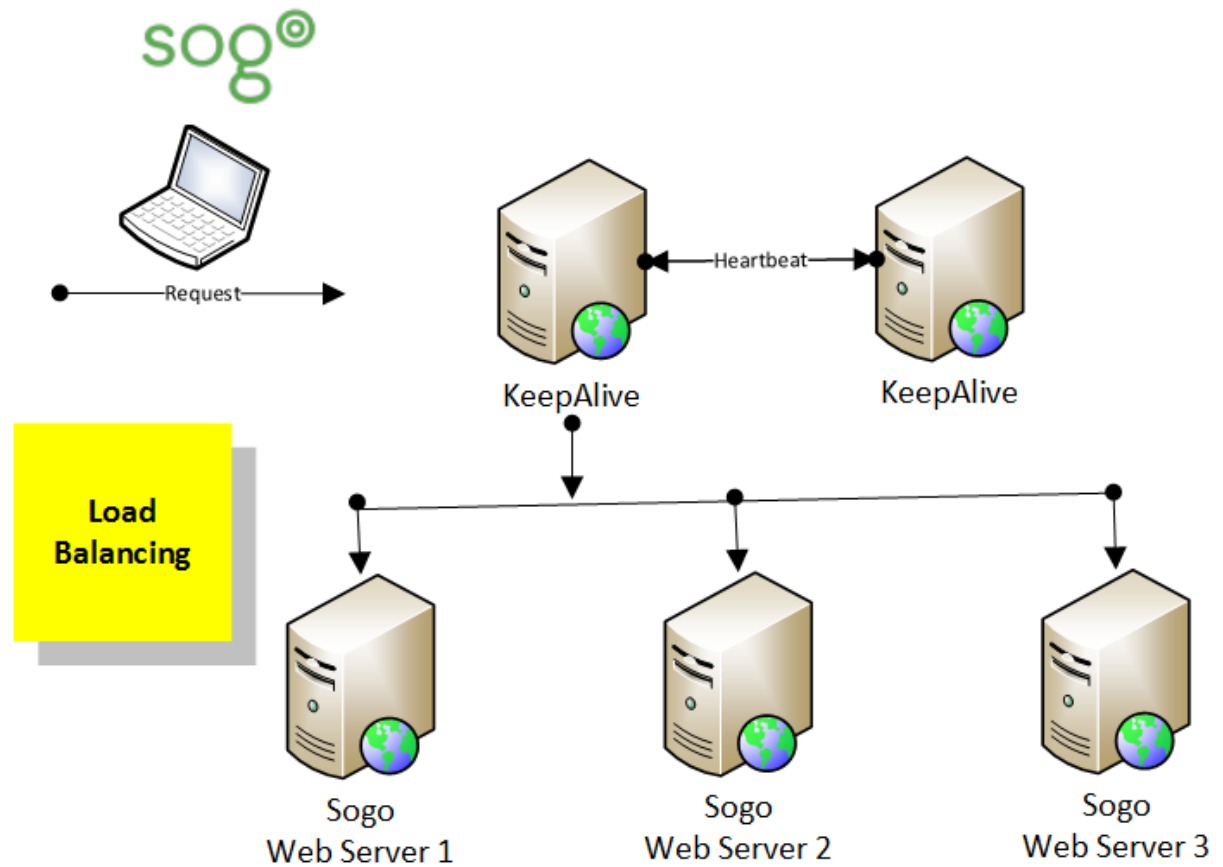 sogo
Request
Heartbeat
KeepAlive
KeepAlive
Load
Balancing
Sogo
Web Server 1
Sogo
Web Server 2
Sogo
Web Server 3